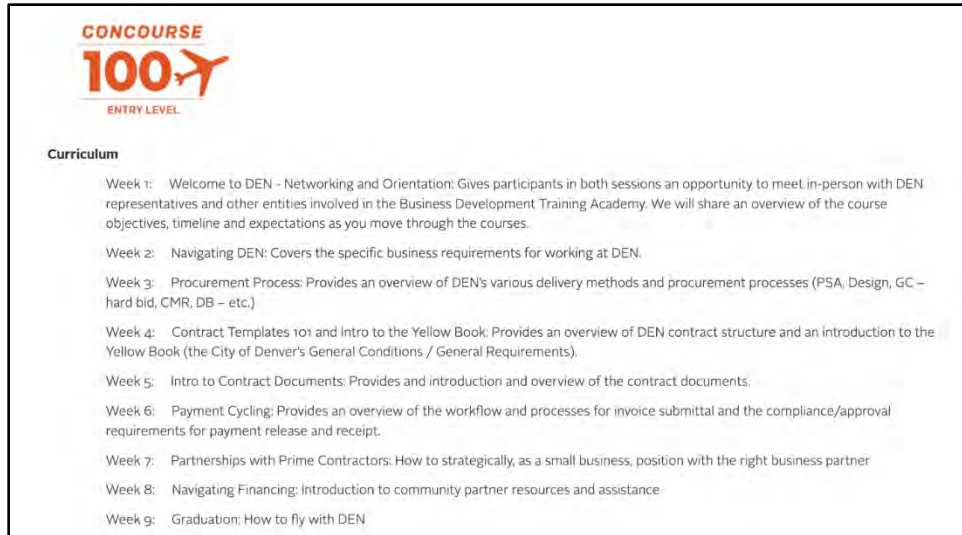 CONCOURSE
100
ENTRY LEVEL
Curriculum
Week 1: Welcome to DEN - Networking and Orientation: Gives participants in both sessions an opportunity to meet in-person with DEN
representatives and other entities involved in the Business Development Training Academy. We will share an overview of the course
objectives, timeline and expectations as you move through the courses.
Week 2: Navigating DEN: Covers the specific business requirements for working at DEN.
Week 3: Procurement Process: Provides an overview of DEN's various delivery methods and procurement processes (PSA, Design, GC –
hard bid, CMR, DB – etc.)
Week 4: Contract Templates 101 and Intro to the Yellow Book: Provides an overview of DEN contract structure and an introduction to the
Yellow Book (the City of Denver's General Conditions / General Requirements).
Week 5: Intro to Contract Documents: Provides and introduction and overview of the contract documents.
Week 6: Payment Cycling: Provides an overview of the workflow and processes for invoice submittal and the compliance/approval
requirements for payment release and receipt.
Week 7: Partnerships with Prime Contractors: How to strategically, as a small business, position with the right business partner
Week 8: Navigating Financing: Introduction to community partner resources and assistance
Week 9: Graduation: How to fly with DEN